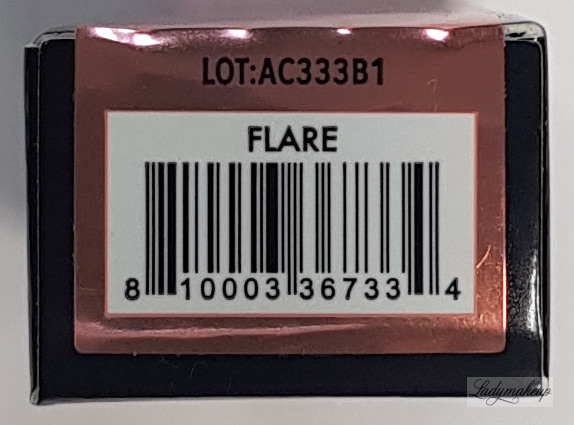 LOT:AC333B1
FLARE
8 10003 36733 4
Ladymakeup